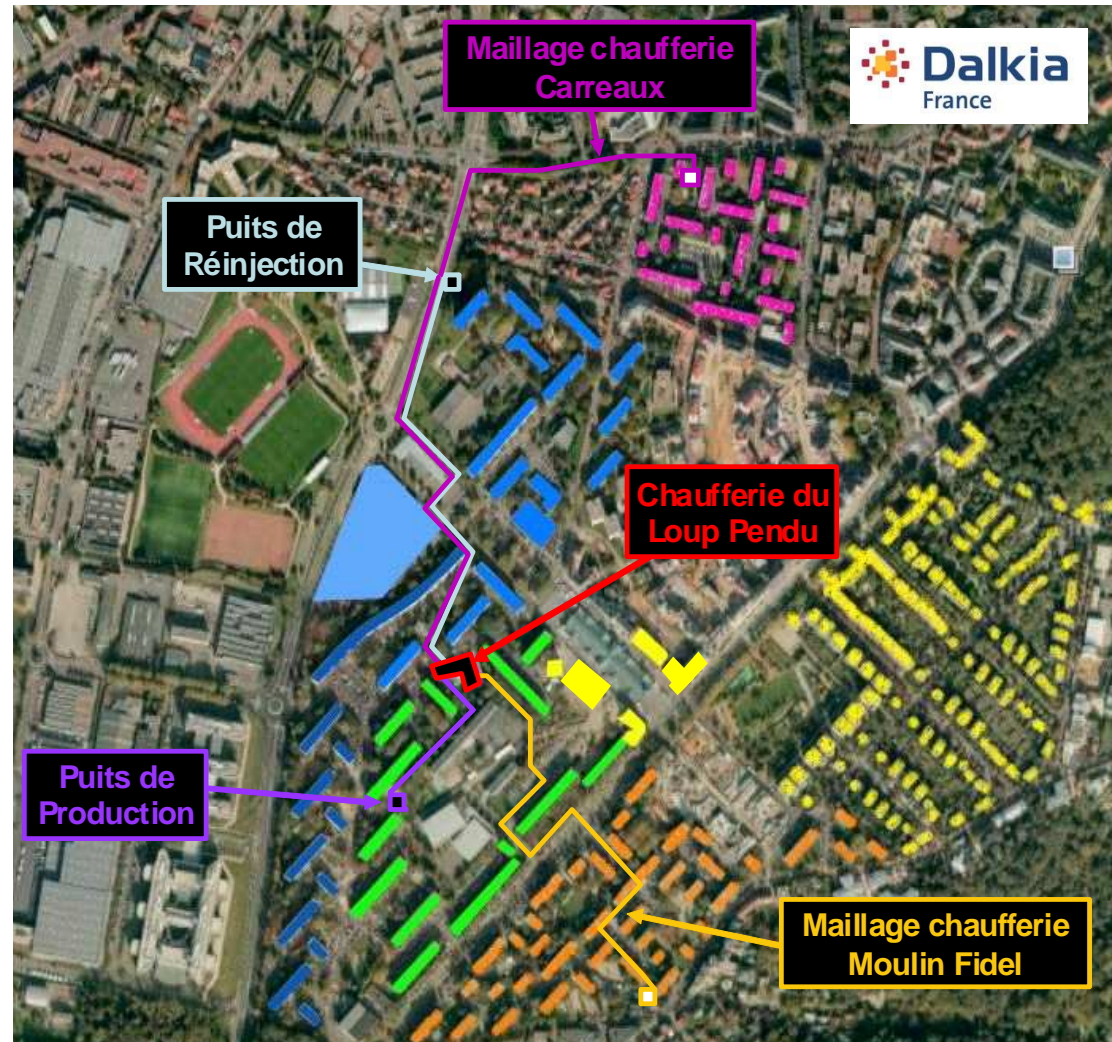 Maillage chaufferie
Carreaux
Dalkia
France
Puits de
Réinjection
Chaufferie du
Loup Pendu
Puits de
Production
Maillage chaufferie
Moulin Fidel